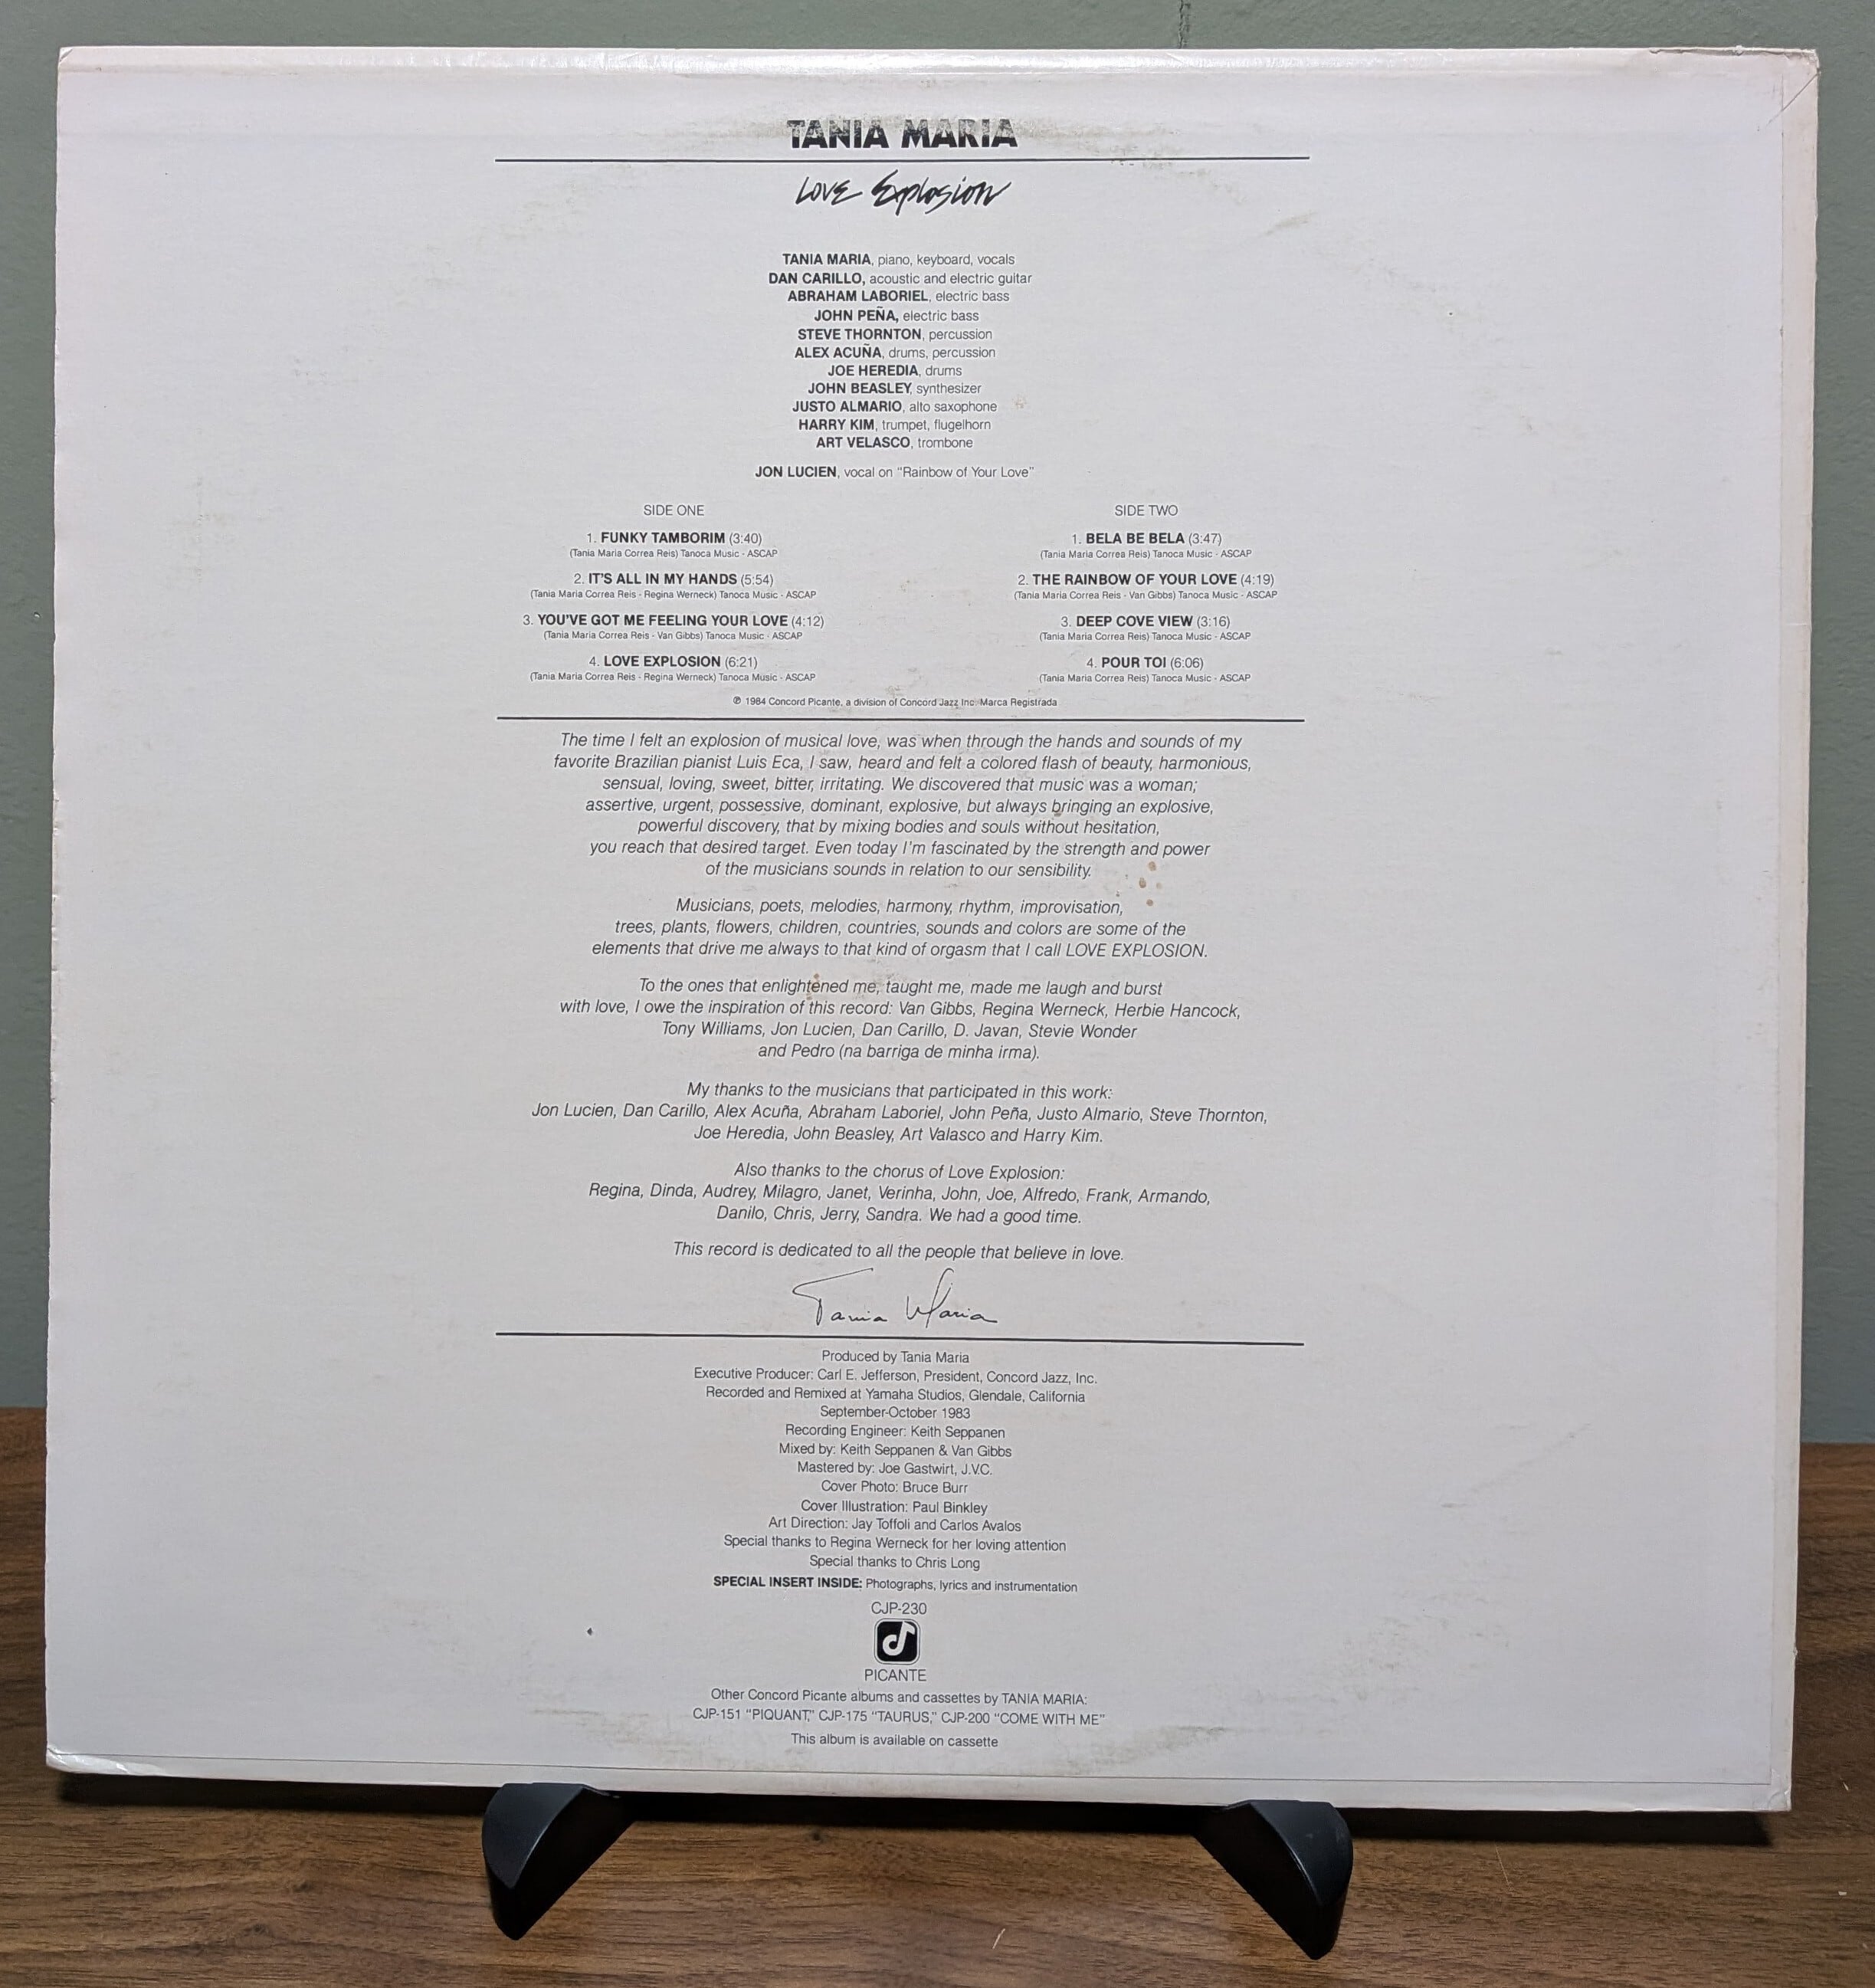 TANIA MARIA
Love Explosion
TANIA MARIA, piano, keyboard, vocals
DAN CARILLO, acoustic and electric guitar
ABRAHAM LABORIEL, electric bass
JOHN PEÑA, electric bass
STEVE THORNTON, percussion
ALEX ACUÑA, drums, percussion
JOE HEREDIA, drums
JOHN BEASLEY, synthesizer
JUSTO ALMARIO, alto saxophone
HARRY KIM, trumpet, flugelhorn
ART VELASCO, trombone
JON LUCIEN, vocal on “Rainbow of Your Love”
SIDE ONE
1. FUNKY TAMBORIM (3:40)
(Tania Maria Correa Reis) Tanoca Music - ASCAP
2. IT'S ALL IN MY HANDS (5:54)
(Tania Maria Correa Reis - Regina Werneck) Tanoca Music - ASCAP
3. YOU'VE GOT ME FEELING YOUR LOVE (4:12)
(Tania Maria Correa Reis - Van Gibbs) Tanoca Music - ASCAP
4. LOVE EXPLOSION (6:21)
(Tania Maria Correa Reis - Regina Werneck) Tanoca Music - ASCAP
SIDE TWO
1. BELA BE BELA (3:47)
(Tania Maria Correa Reis) Tanoca Music - ASCAP
2. THE RAINBOW OF YOUR LOVE (4:19)
(Tania Maria Correa Reis - Van Gibbs) Tanoca Music - ASCAP
3. DEEP COVE VIEW (3:16)
(Tania Maria Correa Reis) Tanoca Music - ASCAP
4. POUR TOI (6:06)
(Tania Maria Correa Reis) Tanoca Music - ASCAP
℗ 1984 Concord Picante, a division of Concord Jazz Inc. Marca Registrada
The time I felt an explosion of musical love, was when through the hands and sounds of my
favorite Brazilian pianist Luis Eca, I saw, heard and felt a colored flash of beauty, harmonious,
sensual, loving, sweet, bitter, irritating. We discovered that music was a woman;
assertive, urgent, possessive, dominant, explosive, but always bringing an explosive,
powerful discovery, that by mixing bodies and souls without hesitation,
you reach that desired target. Even today I'm fascinated by the strength and power
of the musicians sounds in relation to our sensibility.
Musicians, poets, melodies, harmony, rhythm, improvisation,
trees, plants, flowers, children, countries, sounds and colors are some of the
elements that drive me always to that kind of orgasm that I call LOVE EXPLOSION.
To the ones that enlightened me, taught me, made me laugh and burst
with love, I owe the inspiration of this record: Van Gibbs, Regina Werneck, Herbie Hancock,
Tony Williams, Jon Lucien, Dan Carillo, D. Javan, Stevie Wonder
and Pedro (na barriga de minha irma).
My thanks to the musicians that participated in this work:
Jon Lucien, Dan Carillo, Alex Acuña, Abraham Laboriel, John Peña, Justo Almario, Steve Thornton,
Joe Heredia, John Beasley, Art Valasco and Harry Kim.
Also thanks to the chorus of Love Explosion:
Regina, Dinda, Audrey, Milagro, Janet, Verinha, John, Joe, Alfredo, Frank, Armando,
Danilo, Chris, Jerry, Sandra. We had a good time.
This record is dedicated to all the people that believe in love.
Tania Maria
Produced by Tania Maria
Executive Producer: Carl E. Jefferson, President, Concord Jazz, Inc.
Recorded and Remixed at Yamaha Studios, Glendale, California
September-October 1983
Recording Engineer: Keith Seppanen
Mixed by: Keith Seppanen & Van Gibbs
Mastered by: Joe Gastwirt, J.V.C.
Cover Photo: Bruce Burr
Cover Illustration: Paul Binkley
Art Direction: Jay Toffoli and Carlos Avalos
Special thanks to Regina Werneck for her loving attention
Special thanks to Chris Long
SPECIAL INSERT INSIDE: Photographs, lyrics and instrumentation
CJP-230
PICANTE
Other Concord Picante albums and cassettes by TANIA MARIA:
CJP-151 “PIQUANT,” CJP-175 “TAURUS,” CJP-200 “COME WITH ME”
This album is available on cassette